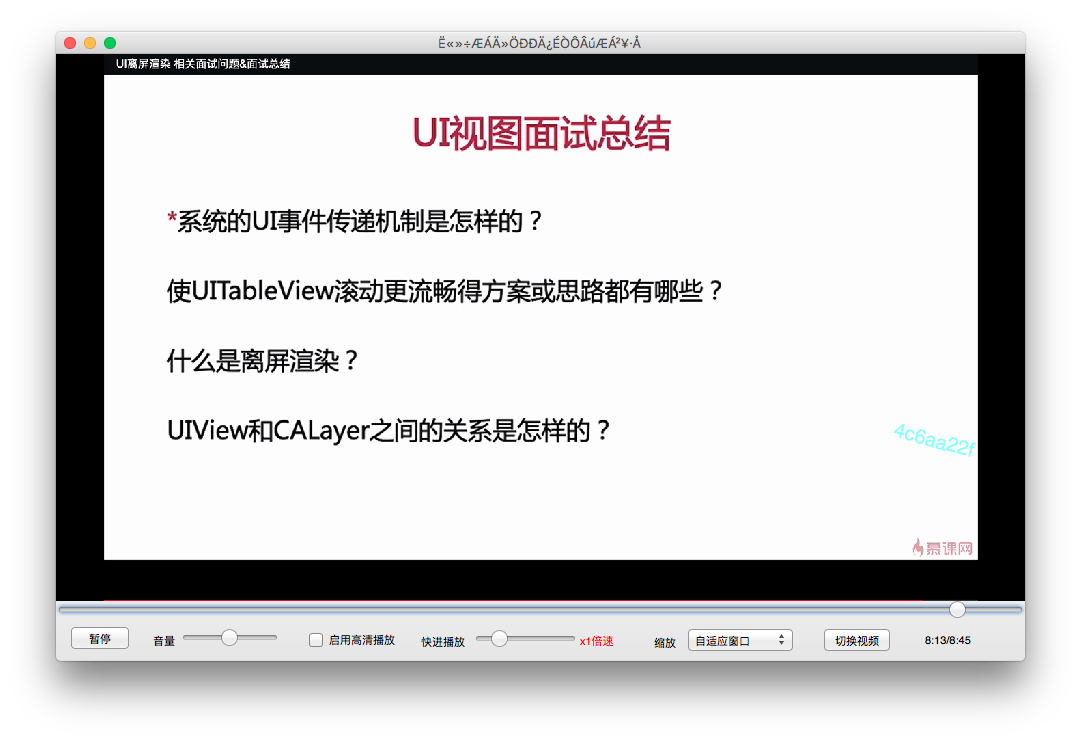 Ë«»÷ÆÁÄ»ÖÐÐÄ¿ÉÒÔÂúÆÁ²¥·Å
UI离屏渲染 相关面试问题&面试总结
UI视图面试总结
*系统的UI事件传递机制是怎样的？
使UITableView滚动更流畅得方案或思路都有哪些？
什么是离屏渲染？
UIView和CALayer之间的关系是怎样的？
4c6aa22f
慕课网
暂停 音量 启用高清播放 快进播放 x1倍速 缩放 自适应窗口 切换视频 8:13/8:45